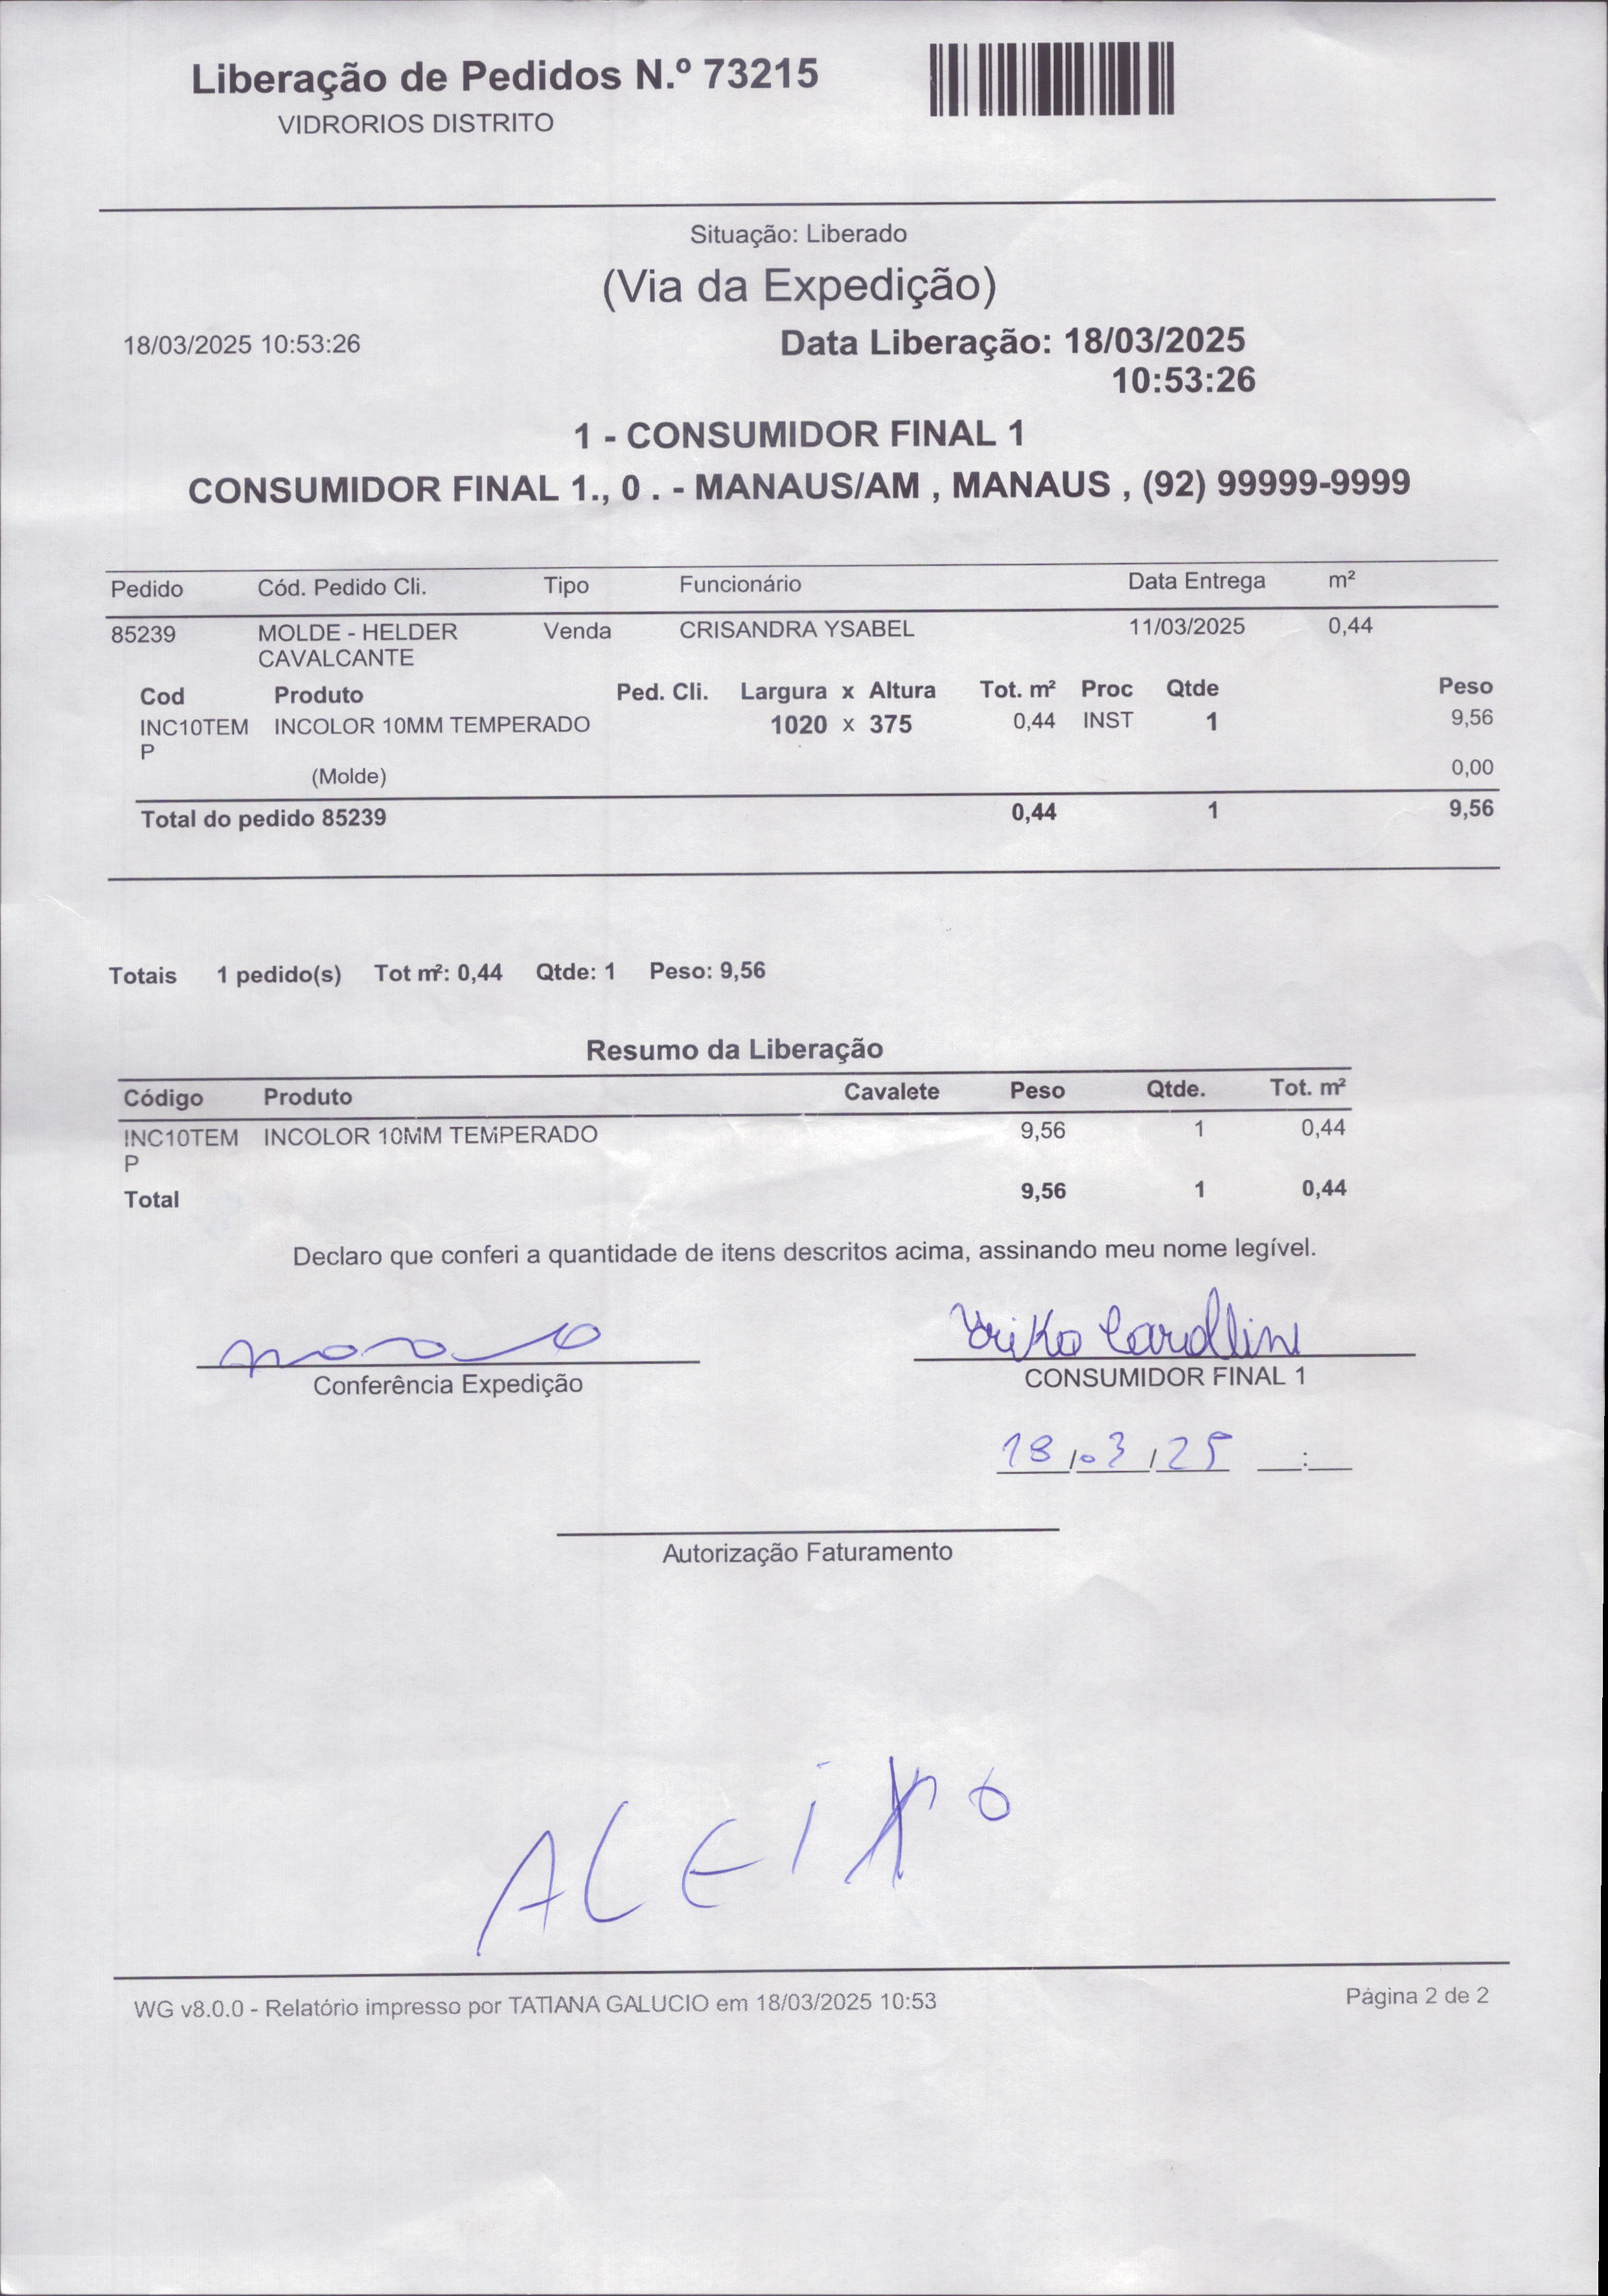 Liberação de Pedidos N.º 73215
VIDRORIOS DISTRITO
Situação: Liberado
(Via da Expedição)
18/03/2025 10:53:26 Data Liberação: 18/03/2025
10:53:26
1 - CONSUMIDOR FINAL 1
CONSUMIDOR FINAL 1., 0 . - MANAUS/AM , MANAUS , (92) 99999-9999
Pedido Cód. Pedido Cli. Tipo Funcionário Data Entrega m²
85239 MOLDE - HELDER Venda CRISANDRA YSABEL 11/03/2025 0,44
CAVALCANTE
Cod Produto Ped. Cli. Largura x Altura Tot. m² Proc Qtde Peso
INC10TEM INCOLOR 10MM TEMPERADO 1020 x 375 0,44 INST 1 9,56
P
(Molde) 0,00
Total do pedido 85239 0,44 1 9,56
Totais 1 pedido(s) Tot m²: 0,44 Qtde: 1 Peso: 9,56
Resumo da Liberação
Código Produto Cavalete Peso Qtde. Tot. m²
INC10TEM INCOLOR 10MM TEMPERADO 9,56 1 0,44
P
Total 9,56 1 0,44
Declaro que conferi a quantidade de itens descritos acima, assinando meu nome legível.
Conferência Expedição CONSUMIDOR FINAL 1
18/03/25 __:__
Autorização Faturamento
ALEIXO
WG v8.0.0 - Relatório impresso por TATIANA GALUCIO em 18/03/2025 10:53 Página 2 de 2